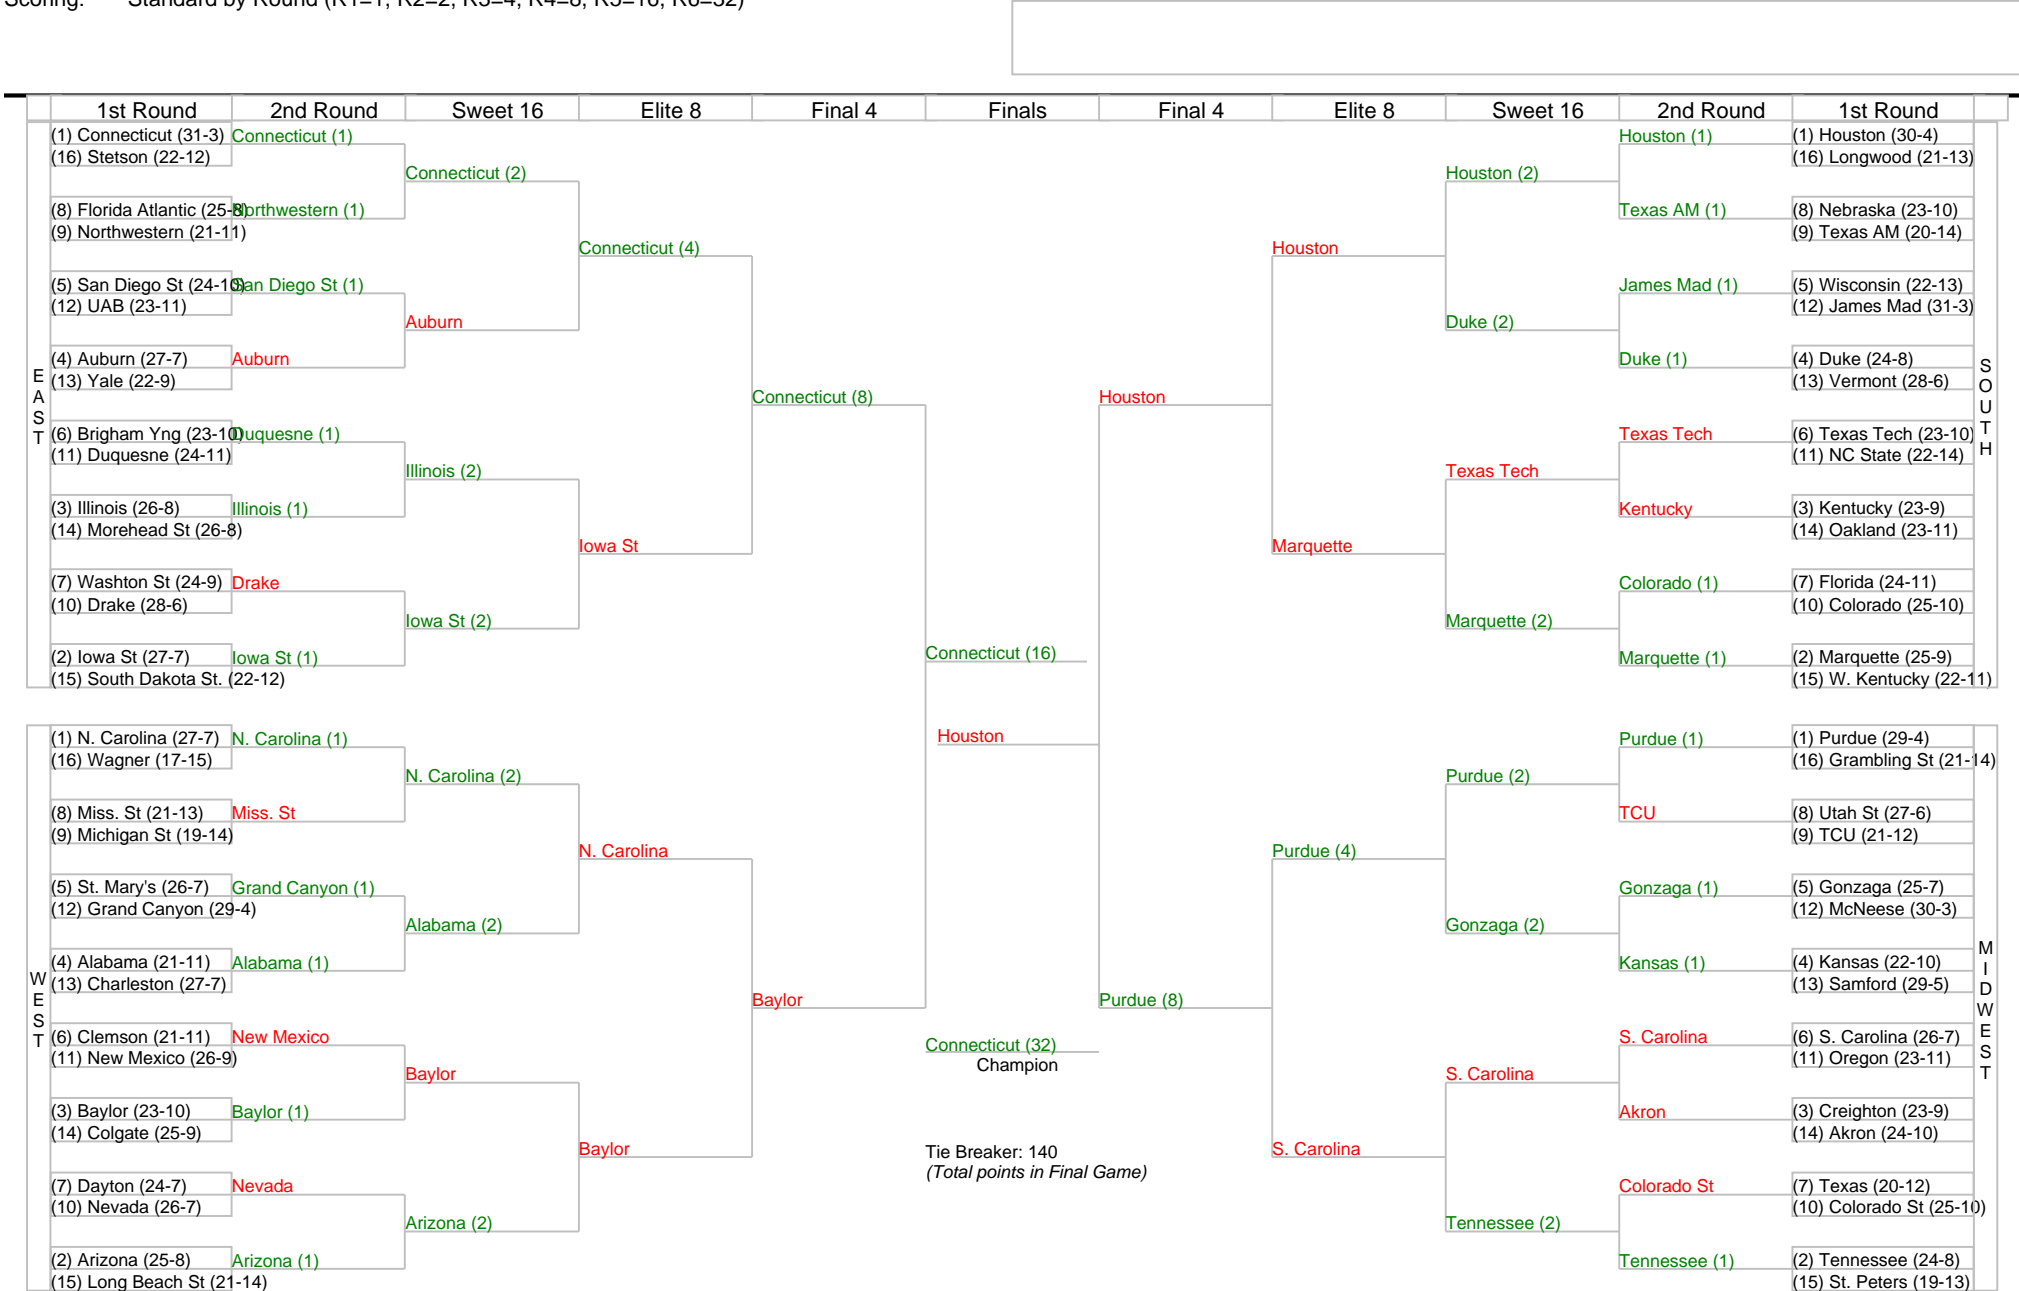 Scoring: Standard by Round (R1=1, R2=2, R3=4, R4=8, R5=16, R6=32)
1st Round 2nd Round Sweet 16 Elite 8 Final 4 Finals Final 4 Elite 8 Sweet 16 2nd Round 1st Round
EAST
(1) Connecticut (31-3)
(16) Stetson (22-12)
(8) Florida Atlantic (25-8)
(9) Northwestern (21-11)
(5) San Diego St (24-10)
(12) UAB (23-11)
(4) Auburn (27-7)
(13) Yale (22-9)
(6) Brigham Yng (23-10)
(11) Duquesne (24-11)
(3) Illinois (26-8)
(14) Morehead St (26-8)
(7) Washton St (24-9)
(10) Drake (28-6)
(2) Iowa St (27-7)
(15) South Dakota St. (22-12)
Connecticut (1)
Northwestern (1)
San Diego St (1)
Auburn
Duquesne (1)
Illinois (1)
Drake
Iowa St (1)
Connecticut (2)
Auburn
Illinois (2)
Iowa St (2)
Connecticut (4)
Iowa St
Connecticut (8)
WEST
(1) N. Carolina (27-7)
(16) Wagner (17-15)
(8) Miss. St (21-13)
(9) Michigan St (19-14)
(5) St. Mary's (26-7)
(12) Grand Canyon (29-4)
(4) Alabama (21-11)
(13) Charleston (27-7)
(6) Clemson (21-11)
(11) New Mexico (26-9)
(3) Baylor (23-10)
(14) Colgate (25-9)
(7) Dayton (24-7)
(10) Nevada (26-7)
(2) Arizona (25-8)
(15) Long Beach St (21-14)
N. Carolina (1)
Miss. St
Grand Canyon (1)
Alabama (1)
New Mexico
Baylor (1)
Nevada
Arizona (1)
N. Carolina (2)
Alabama (2)
Baylor
Arizona (2)
N. Carolina
Baylor
Baylor
Connecticut (16)
Houston
Connecticut (32)
Champion
Tie Breaker: 140
(Total points in Final Game)
Houston
Purdue (8)
Houston
Marquette
Houston (2)
Duke (2)
Texas Tech
Marquette (2)
Houston (1)
Texas AM (1)
James Mad (1)
Duke (1)
Texas Tech
Kentucky
Colorado (1)
Marquette (1)
(1) Houston (30-4)
(16) Longwood (21-13)
(8) Nebraska (23-10)
(9) Texas AM (20-14)
(5) Wisconsin (22-13)
(12) James Mad (31-3)
(4) Duke (24-8)
(13) Vermont (28-6)
(6) Texas Tech (23-10)
(11) NC State (22-14)
(3) Kentucky (23-9)
(14) Oakland (23-11)
(7) Florida (24-11)
(10) Colorado (25-10)
(2) Marquette (25-9)
(15) W. Kentucky (22-11)
SOUTH
Purdue (4)
S. Carolina
Purdue (2)
Gonzaga (2)
S. Carolina
Tennessee (2)
Purdue (1)
TCU
Gonzaga (1)
Kansas (1)
S. Carolina
Akron
Colorado St
Tennessee (1)
(1) Purdue (29-4)
(16) Grambling St (21-14)
(8) Utah St (27-6)
(9) TCU (21-12)
(5) Gonzaga (25-7)
(12) McNeese (30-3)
(4) Kansas (22-10)
(13) Samford (29-5)
(6) S. Carolina (26-7)
(11) Oregon (23-11)
(3) Creighton (23-9)
(14) Akron (24-10)
(7) Texas (20-12)
(10) Colorado St (25-10)
(2) Tennessee (24-8)
(15) St. Peters (19-13)
MIDWEST